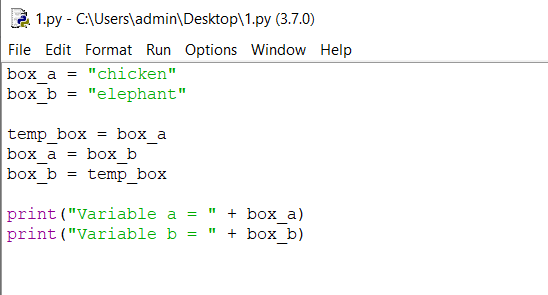 1.py - C:\Users\admin\Desktop\1.py (3.7.0)
File Edit Format Run Options Window Help
box_a = "chicken"
box_b = "elephant"
temp_box = box_a
box_a = box_b
box_b = temp_box
print("Variable a = " + box_a)
print("Variable b = " + box_b)